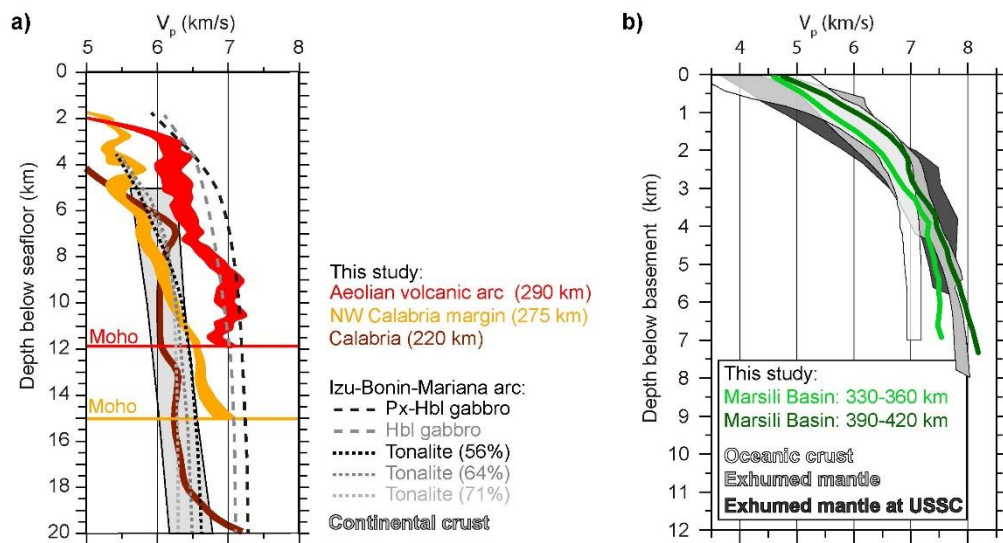 a)
Vp (km/s)
5 6 7 8
0
2
4
6
8
10
12
14
16
18
20
Depth below seafloor (km)
Moho
Moho
This study:
Aeolian volcanic arc (290 km)
NW Calabria margin (275 km)
Calabria (220 km)
Izu-Bonin-Mariana arc:
Px-Hbl gabbro
Hbl gabbro
Tonalite (56%)
Tonalite (64%)
Tonalite (71%)
Continental crust
b)
Vp (km/s)
4 5 6 7 8
0
1
2
3
4
5
6
7
8
9
10
11
12
Depth below basement (km)
This study:
Marsili Basin: 330-360 km
Marsili Basin: 390-420 km
Oceanic crust
Exhumed mantle
Exhumed mantle at USSC